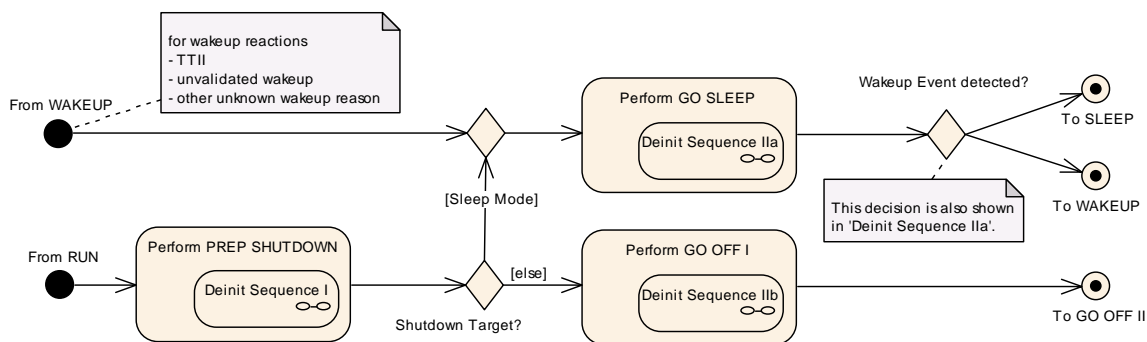 for wakeup reactions
- TTII
- unvalidated wakeup
- other unknown wakeup reason
From WAKEUP
Perform GO SLEEP
Deinit Sequence IIa
Wakeup Event detected?
To SLEEP
To WAKEUP
This decision is also shown
in 'Deinit Sequence IIa'.
[Sleep Mode]
From RUN
Perform PREP SHUTDOWN
Deinit Sequence I
Shutdown Target?
[else]
Perform GO OFF I
Deinit Sequence IIb
To GO OFF II